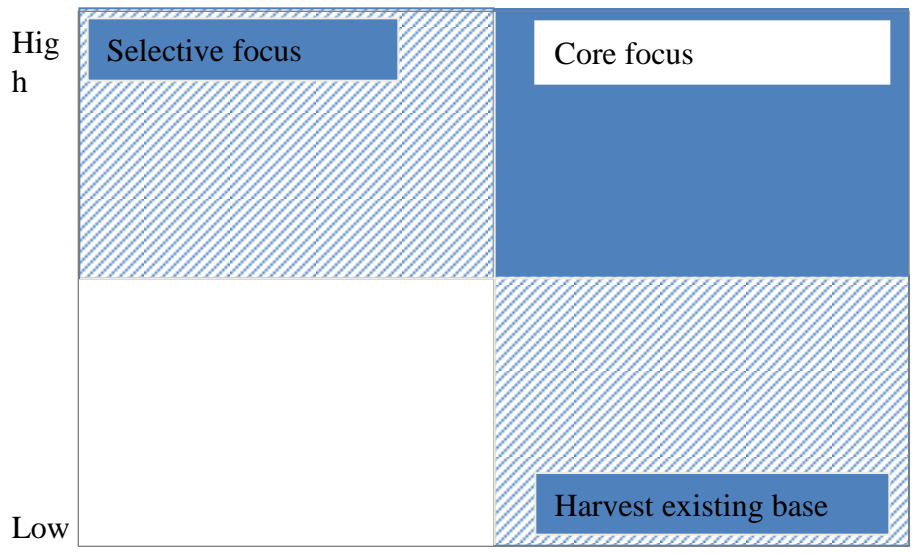 Hig
h
Selective focus
Core focus
Harvest existing base
Low